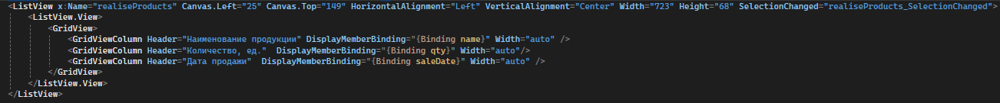 <ListView x:Name="realiseProducts" Canvas.Left="25" Canvas.Top="149" HorizontalAlignment="Left" VerticalAlignment="Center" Width="723" Height="68" SelectionChanged="realiseProducts_SelectionChanged">
<ListView.View>
<GridView>
<GridViewColumn Header="Наименование продукции" DisplayMemberBinding="{Binding name}" Width="auto" />
<GridViewColumn Header="Количество, ед."  DisplayMemberBinding="{Binding qty}" Width="auto"/>
<GridViewColumn Header="Дата продажи"  DisplayMemberBinding="{Binding saleDate}" Width="auto" />
</GridView>
</ListView.View>
</ListView>